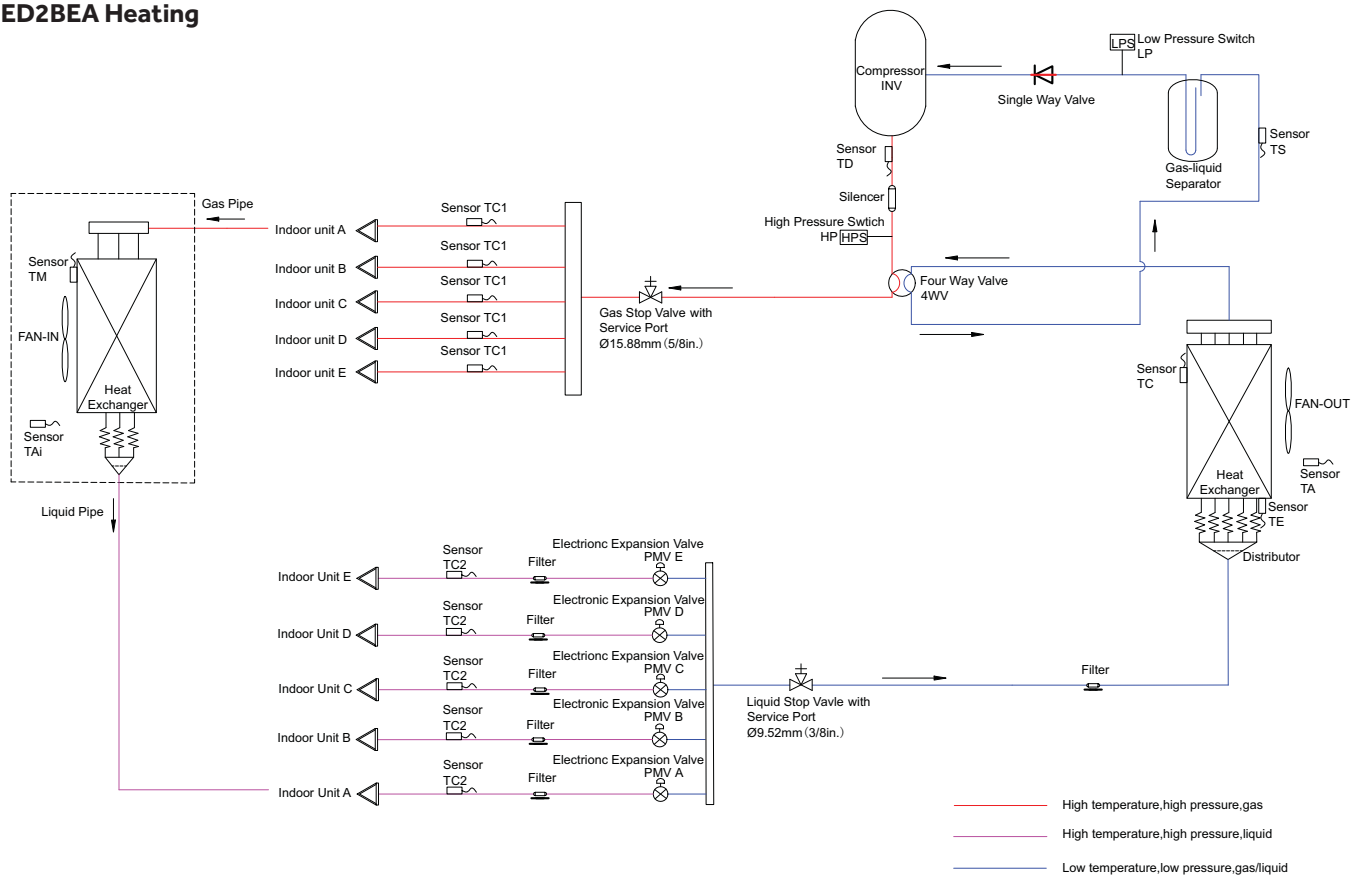 ED2BEA Heating
Compressor
INV
LPS
Low Pressure Switch
LP
Single Way Valve
Gas-liquid
Separator
Sensor
TS
Sensor
TD
Silencer
High Pressure Swtich
HP HPS
Four Way Valve
4WV
Gas Pipe
Sensor
TM
FAN-IN
Heat
Exchanger
Sensor
TAi
Liquid Pipe
Indoor unit A
Sensor TC1
Indoor unit B
Sensor TC1
Indoor unit C
Sensor TC1
Indoor unit D
Sensor TC1
Indoor unit E
Sensor TC1
Gas Stop Valve with
Service Port
Ø15.88mm(5/8in.)
Sensor
TC
FAN-OUT
Heat
Exchanger
Sensor
TA
Sensor
TE
Distributor
Indoor Unit E
Sensor
TC2
Filter
Electrionc Expansion Valve
PMV E
Indoor Unit D
Sensor
TC2
Filter
Electronic Expansion Valve
PMV D
Indoor Unit C
Sensor
TC2
Filter
Electrionc Expansion Valve
PMV C
Indoor Unit B
Sensor
TC2
Filter
Electronic Expansion Valve
PMV B
Indoor Unit A
Sensor
TC2
Filter
Electrionc Expansion Valve
PMV A
Liquid Stop Vavle with
Service Port
Ø9.52mm(3/8in.)
Filter
High temperature,high pressure,gas
High temperature,high pressure,liquid
Low temperature,low pressure,gas/liquid